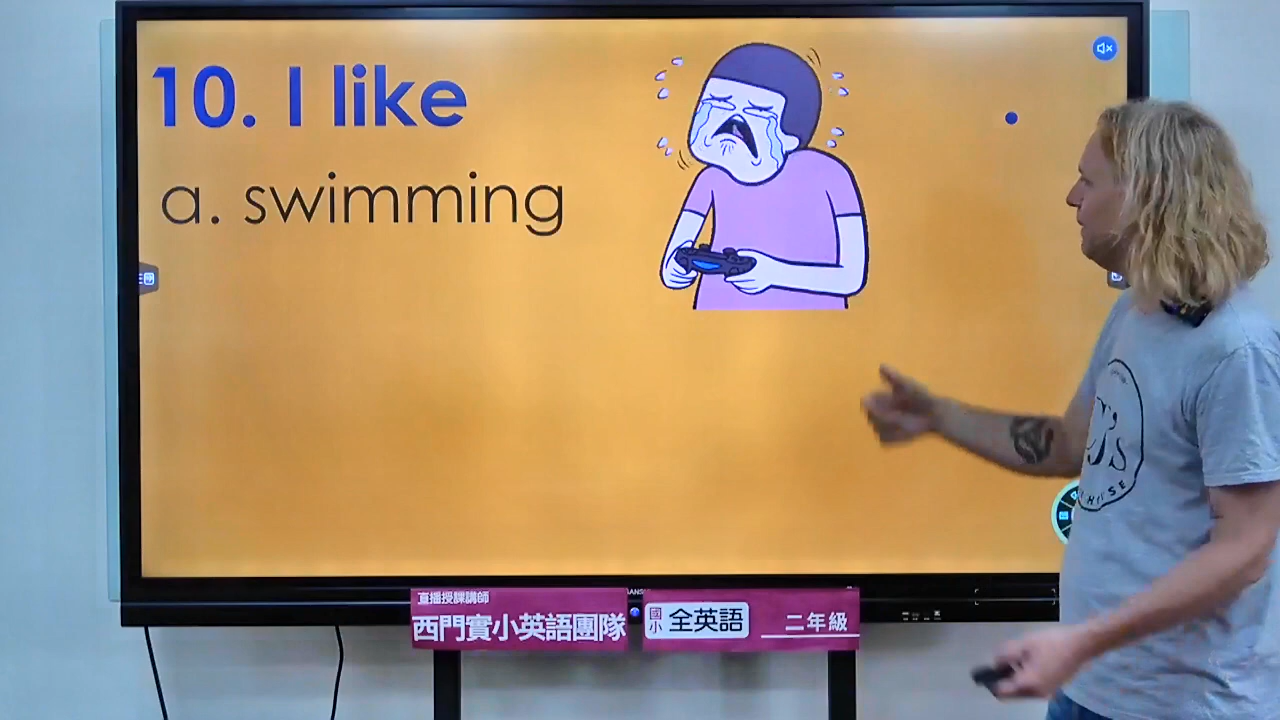 10. I like
a. swimming
直播授課講師
西門實小英語團隊
國小 全英語 二年級